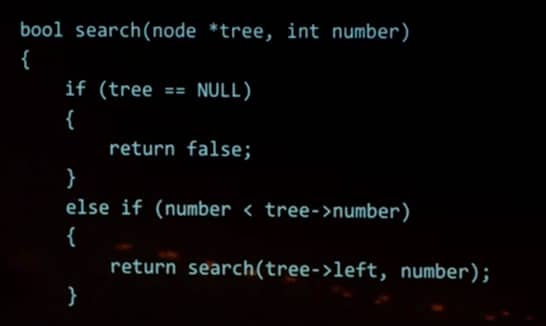 bool search(node *tree, int number)
{
    if (tree == NULL)
    {
        return false;
    }
    else if (number < tree->number)
    {
        return search(tree->left, number);
    }